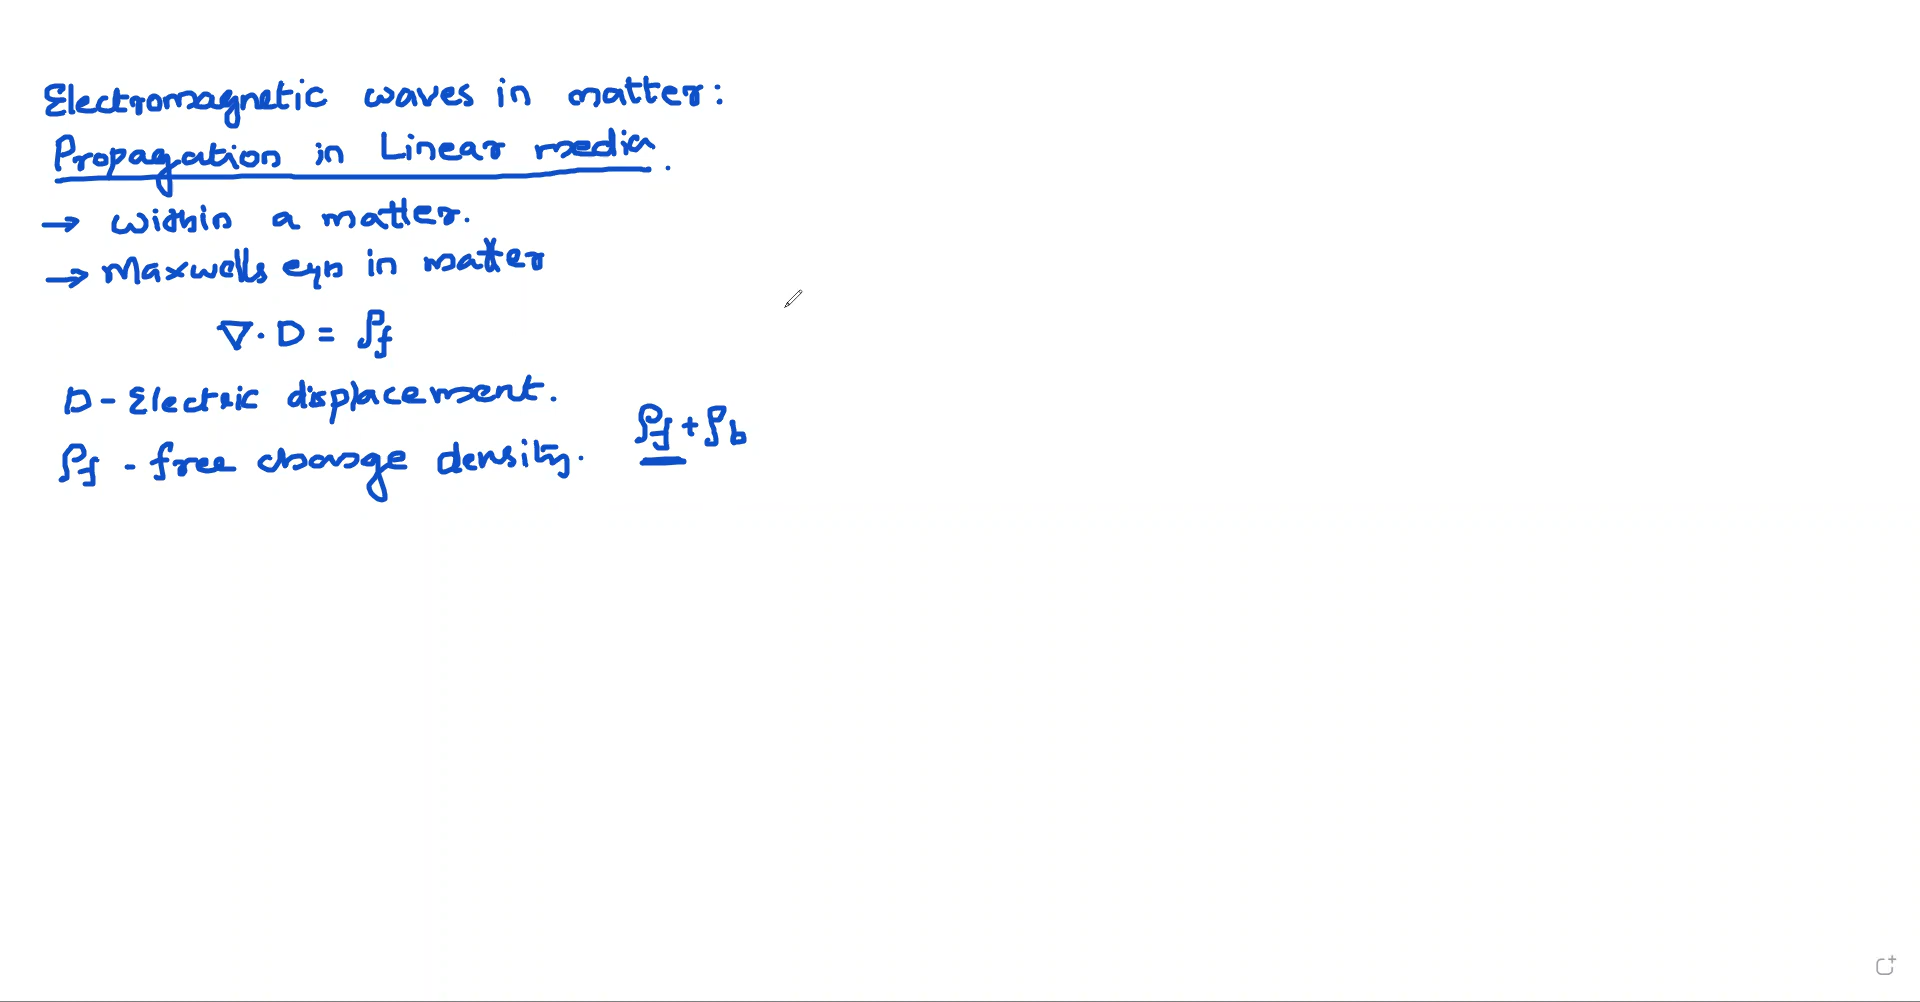 Electromagnetic waves in matter:
Propagation in Linear media.
→ within a matter.
→ Maxwells eqn in matter
∇·D = ρf
D - Electric displacement.
ρf - free charge density. ρf + ρb